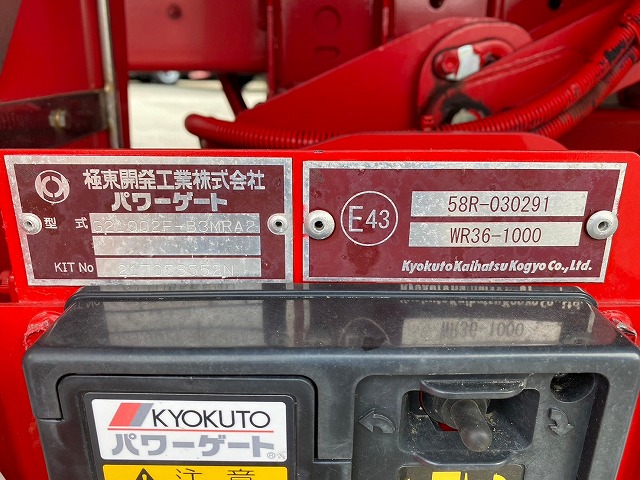 極東開発工業株式会社
パワーゲート
型 式
KIT No
E43
58R-030291
WR36-1000
Kyokuto Kaihatsu Kogyo Co., Ltd.
WR36-1000
KYOKUTO
パワーゲート
注意